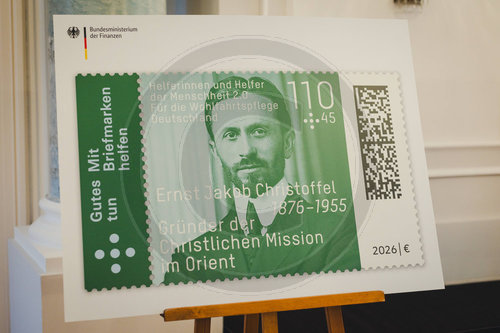 Bundesministerium
der Finanzen
Gutes Mit
tun Briefmarken
helfen
Helferinnen und Helfer
der Menschheit 2.0
Für die Wohlfahrtspflege
Deutschland
110
+45
Ernst Jakob Christoffel
1876–1955
Gründer der
Christlichen Mission
im Orient
2026 | €